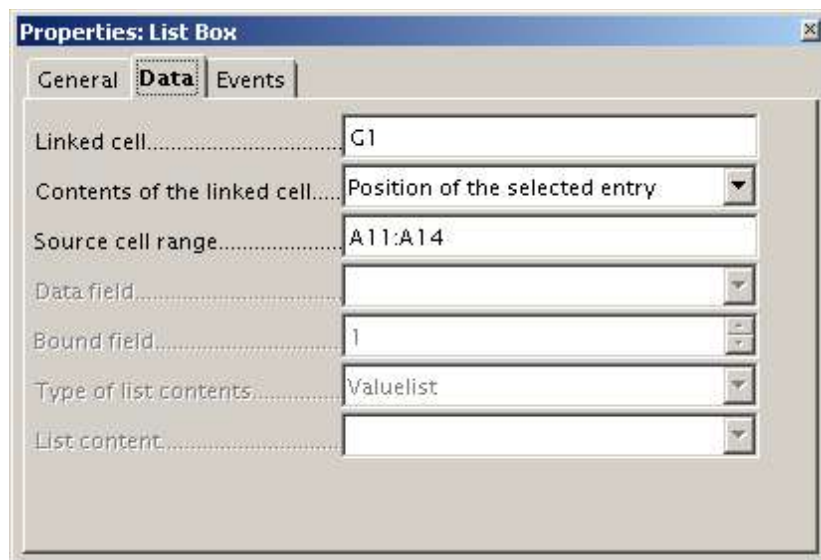 Properties: List Box
General Data Events
Linked cell.............................. G1
Contents of the linked cell..... Position of the selected entry
Source cell range................... A11:A14
Data field..............................
Bound field........................... 1
Type of list contents.............. Valuelist
List content...........................